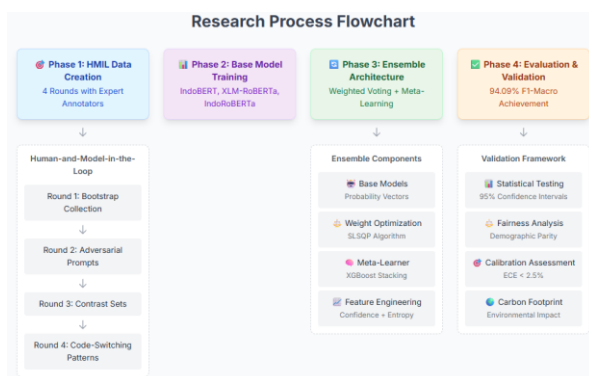 Research Process Flowchart
Phase 1: HMIL Data
Creation
4 Rounds with Expert
Annotators
Phase 2: Base Model
Training
IndoBERT, XLM-RoBERTa,
IndoRoBERTa
Phase 3: Ensemble
Architecture
Weighted Voting + Meta-
Learning
Phase 4: Evaluation &
Validation
94.09% F1-Macro
Achievement
Human-and-Model-in-the-
Loop
Round 1: Bootstrap
Collection
Round 2: Adversarial
Prompts
Round 3: Contrast Sets
Round 4: Code-Switching
Patterns
Ensemble Components
Base Models
Probability Vectors
Weight Optimization
SLSQP Algorithm
Meta-Learner
XGBoost Stacking
Feature Engineering
Confidence + Entropy
Validation Framework
Statistical Testing
95% Confidence Intervals
Fairness Analysis
Demographic Parity
Calibration Assessment
ECE < 2.5%
Carbon Footprint
Environmental Impact